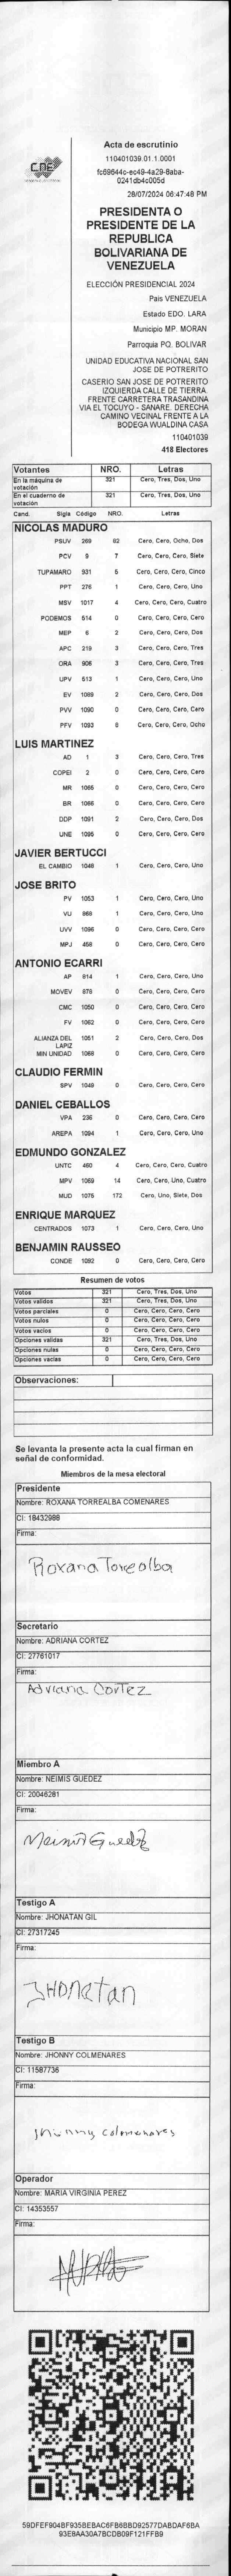 CNE
Acta de escrutinio
110401039.01.1.0001
fc69644c-ec49-4a29-8aba-
0241db4c005d
28/07/2024 06:47:48 PM
PRESIDENTA O
PRESIDENTE DE LA
REPUBLICA
BOLIVARIANA DE
VENEZUELA
ELECCIÓN PRESIDENCIAL 2024
Pais VENEZUELA
Estado EDO. LARA
Municipio MP. MORAN
Parroquia PQ. BOLIVAR
UNIDAD EDUCATIVA NACIONAL SAN
JOSE DE POTRERITO
CASERIO SAN JOSE DE POTRERITO
IZQUIERDA CALLE DE TIERRA.
FRENTE CARRETERA TRASANDINA
VIA EL TOCUYO - SANARE. DERECHA
CAMINO VECINAL FRENTE A LA
BODEGA WUALDINA CASA
110401039
418 Electores
Votantes NRO. Letras
En la máquina de votación 321 Cero, Tres, Dos, Uno
En el cuaderno de votación 321 Cero, Tres, Dos, Uno
Cand. Sigla Código NRO. Letras
NICOLAS MADURO
PSUV 269 82 Cero, Cero, Ocho, Dos
PCV 9 7 Cero, Cero, Cero, Siete
TUPAMARO 931 5 Cero, Cero, Cero, Cinco
PPT 276 1 Cero, Cero, Cero, Uno
MSV 1017 4 Cero, Cero, Cero, Cuatro
PODEMOS 514 0 Cero, Cero, Cero, Cero
MEP 6 2 Cero, Cero, Cero, Dos
APC 219 3 Cero, Cero, Cero, Tres
ORA 906 3 Cero, Cero, Cero, Tres
UPV 513 1 Cero, Cero, Cero, Uno
EV 1089 2 Cero, Cero, Cero, Dos
PVV 1090 0 Cero, Cero, Cero, Cero
PFV 1093 8 Cero, Cero, Cero, Ocho
LUIS MARTINEZ
AD 1 3 Cero, Cero, Cero, Tres
COPEI 2 0 Cero, Cero, Cero, Cero
MR 1065 0 Cero, Cero, Cero, Cero
BR 1066 0 Cero, Cero, Cero, Cero
DDP 1091 2 Cero, Cero, Cero, Dos
UNE 1095 0 Cero, Cero, Cero, Cero
JAVIER BERTUCCI
EL CAMBIO 1048 1 Cero, Cero, Cero, Uno
JOSE BRITO
PV 1053 1 Cero, Cero, Cero, Uno
VU 868 1 Cero, Cero, Cero, Uno
UVV 1096 0 Cero, Cero, Cero, Cero
MPJ 458 0 Cero, Cero, Cero, Cero
ANTONIO ECARRI
AP 814 1 Cero, Cero, Cero, Uno
MOVEV 878 0 Cero, Cero, Cero, Cero
CMC 1050 0 Cero, Cero, Cero, Cero
FV 1062 0 Cero, Cero, Cero, Cero
ALIANZA DEL LAPIZ 1051 2 Cero, Cero, Cero, Dos
MIN UNIDAD 1068 0 Cero, Cero, Cero, Cero
CLAUDIO FERMIN
SPV 1049 0 Cero, Cero, Cero, Cero
DANIEL CEBALLOS
VPA 236 0 Cero, Cero, Cero, Cero
AREPA 1094 1 Cero, Cero, Cero, Uno
EDMUNDO GONZALEZ
UNTC 460 4 Cero, Cero, Cero, Cuatro
MPV 1069 14 Cero, Cero, Uno, Cuatro
MUD 1075 172 Cero, Uno, Siete, Dos
ENRIQUE MARQUEZ
CENTRADOS 1073 1 Cero, Cero, Cero, Uno
BENJAMIN RAUSSEO
CONDE 1092 0 Cero, Cero, Cero, Cero
Resumen de votos
Votos 321 Cero, Tres, Dos, Uno
Votos validos 321 Cero, Tres, Dos, Uno
Votos parciales 0 Cero, Cero, Cero, Cero
Votos nulos 0 Cero, Cero, Cero, Cero
Votos vacíos 0 Cero, Cero, Cero, Cero
Opciones validas 321 Cero, Tres, Dos, Uno
Opciones nulas 0 Cero, Cero, Cero, Cero
Opciones vacías 0 Cero, Cero, Cero, Cero
Observaciones:
Se levanta la presente acta la cual firman en
señal de conformidad.
Miembros de la mesa electoral
Presidente
Nombre: ROXANA TORREALBA COMENARES
CI: 18432988
Firma:
Roxana Torrealba
Secretario
Nombre: ADRIANA CORTEZ
CI: 27761017
Firma:
Adriana Cortez
Miembro A
Nombre: NEIMIS GUEDEZ
CI: 20046281
Firma:
Neimis Guedez
Testigo A
Nombre: JHONATAN GIL
CI: 27317245
Firma:
JHONatan
Testigo B
Nombre: JHONNY COLMENARES
CI: 11587736
Firma:
Jhonny colmenares
Operador
Nombre: MARIA VIRGINIA PEREZ
CI: 14353557
Firma:
59DFEF904BF935BEBAC6FB6BBD92577DABDAF6BA
93E8AA30A7BCDB09F121FFB9